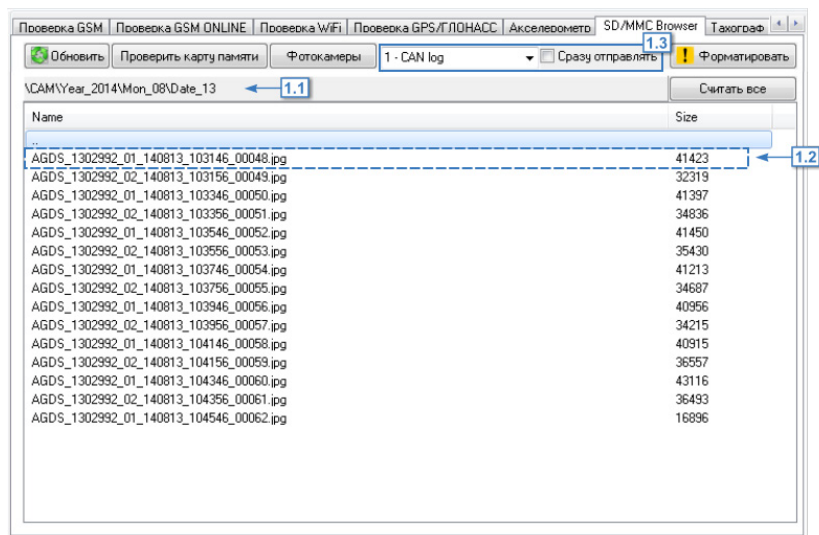 Проверка GSM Проверка GSM ONLINE Проверка WiFi Проверка GPS/ГЛОНАСС Акселерометр SD/MMC Browser Тахограф
1.3
Обновить Проверить карту памяти Фотокамеры 1 - CAN log Сразу отправлять ! Форматировать
\CAM\Year_2014\Mon_08\Date_13 1.1 Считать все
Name Size
..
AGDS_1302992_01_140813_103146_00048.jpg 41423 1.2
AGDS_1302992_02_140813_103156_00049.jpg 32319
AGDS_1302992_01_140813_103346_00050.jpg 41397
AGDS_1302992_02_140813_103356_00051.jpg 34836
AGDS_1302992_01_140813_103546_00052.jpg 41450
AGDS_1302992_02_140813_103556_00053.jpg 35430
AGDS_1302992_01_140813_103746_00054.jpg 41213
AGDS_1302992_02_140813_103756_00055.jpg 34687
AGDS_1302992_01_140813_103946_00056.jpg 40956
AGDS_1302992_02_140813_103956_00057.jpg 34215
AGDS_1302992_01_140813_104146_00058.jpg 40915
AGDS_1302992_02_140813_104156_00059.jpg 36557
AGDS_1302992_01_140813_104346_00060.jpg 43116
AGDS_1302992_02_140813_104356_00061.jpg 36493
AGDS_1302992_01_140813_104546_00062.jpg 16896